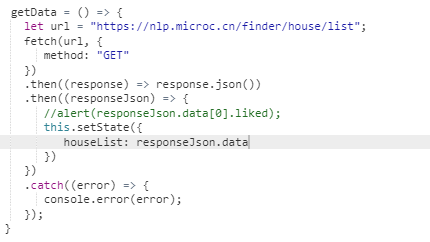 getData = () => {
let url = "https://nlp.microc.cn/finder/house/list";
fetch(url, {
method: "GET"
})
.then((response) => response.json())
.then((responseJson) => {
//alert(responseJson.data[0].liked);
this.setState({
houseList: responseJson.data
})
})
.catch((error) => {
console.error(error);
});
}